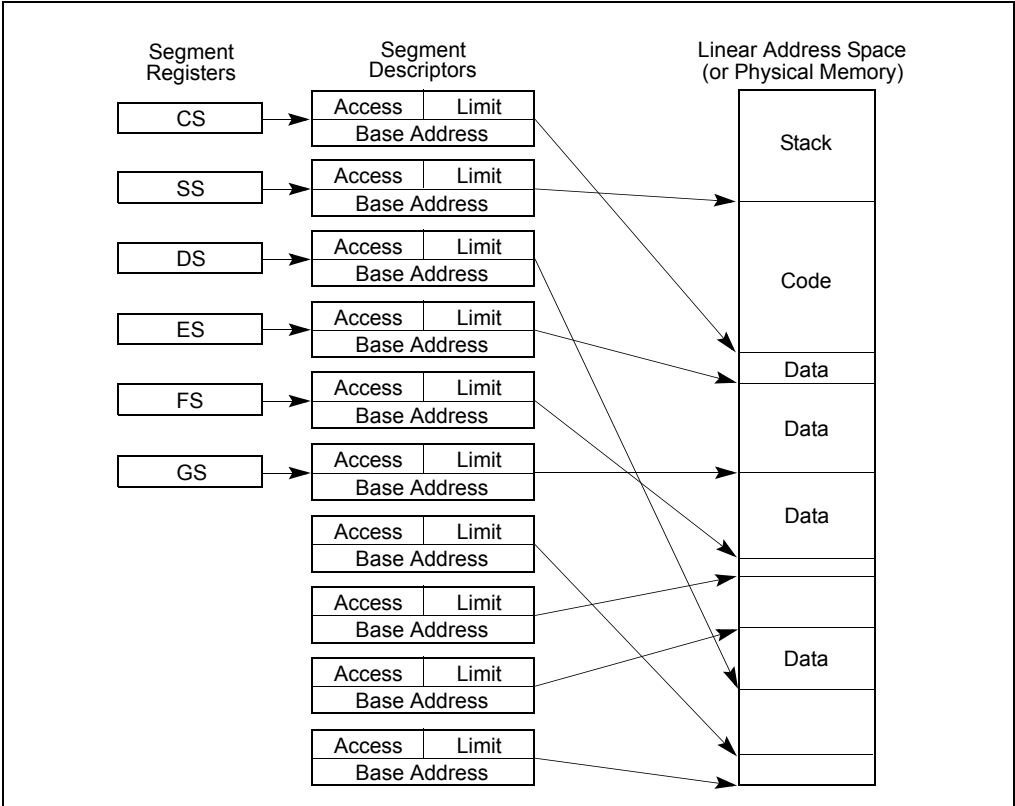 Segment
Registers
Segment
Descriptors
Linear Address Space
(or Physical Memory)
CS
Access Limit
Base Address
Stack
SS
Access Limit
Base Address
DS
Access Limit
Base Address
Code
ES
Access Limit
Base Address
Data
FS
Access Limit
Base Address
Data
GS
Access Limit
Base Address
Data
Access Limit
Base Address
Access Limit
Base Address
Access Limit
Base Address
Data
Access Limit
Base Address